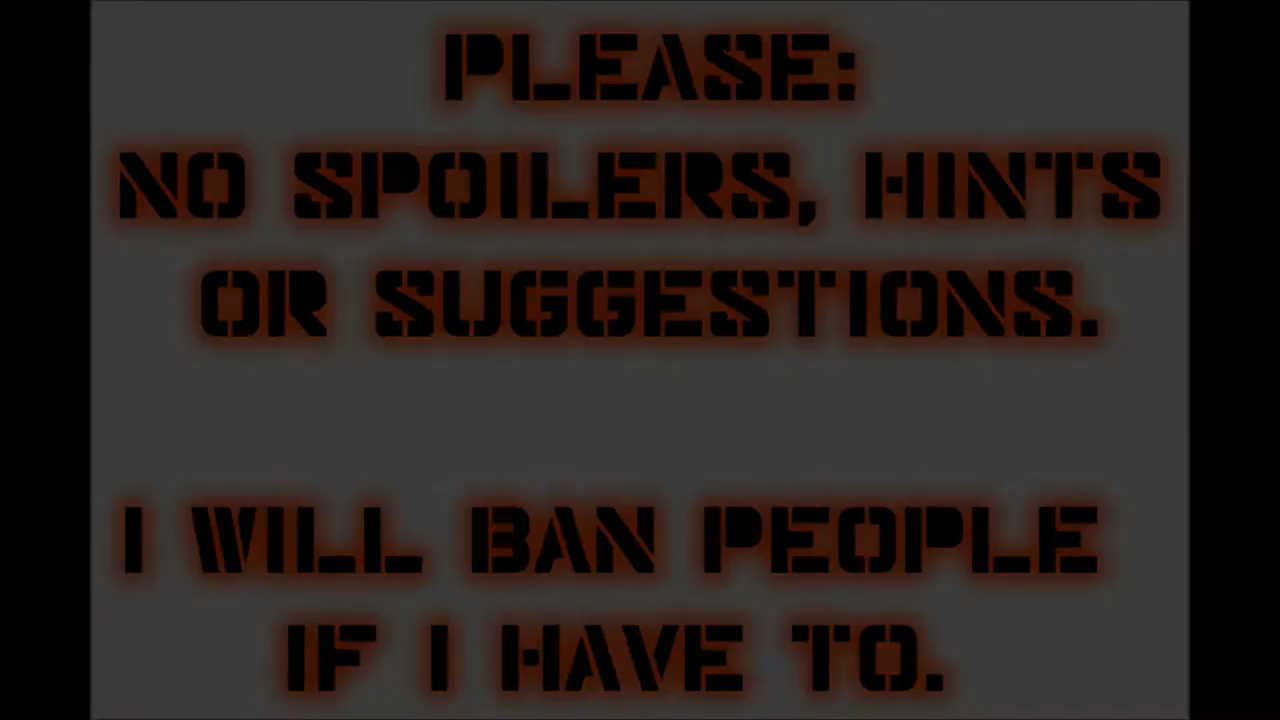 PLEASE:
NO SPOILERS, HINTS
OR SUGGESTIONS.
I WILL BAN PEOPLE
IF I HAVE TO.